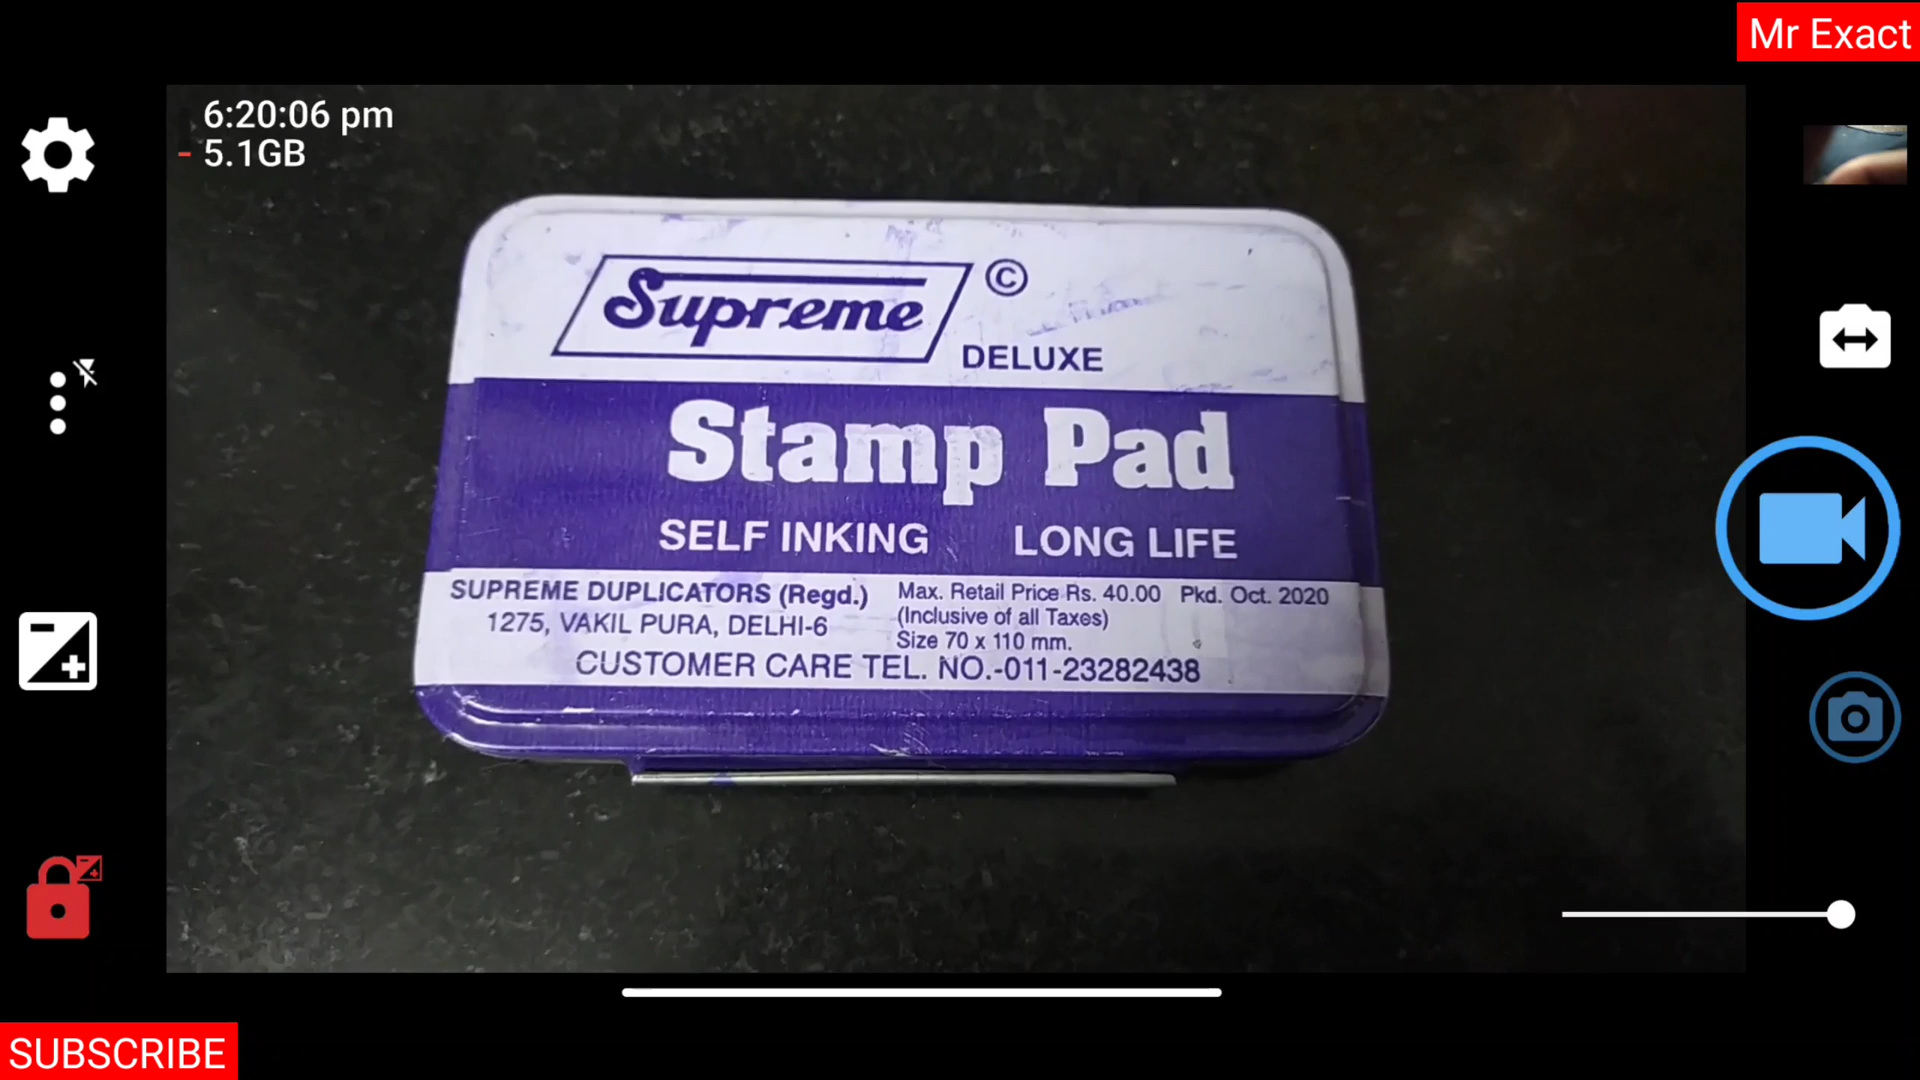 Mr Exact
6:20:06 pm
5.1GB
Supreme ©
DELUXE
Stamp Pad
SELF INKING LONG LIFE
SUPREME DUPLICATORS (Regd.)
1275, VAKIL PURA, DELHI-6
Max. Retail Price Rs. 40.00 Pkd. Oct. 2020
(Inclusive of all Taxes)
Size 70 x 110 mm.
CUSTOMER CARE TEL. NO.-011-23282438
SUBSCRIBE